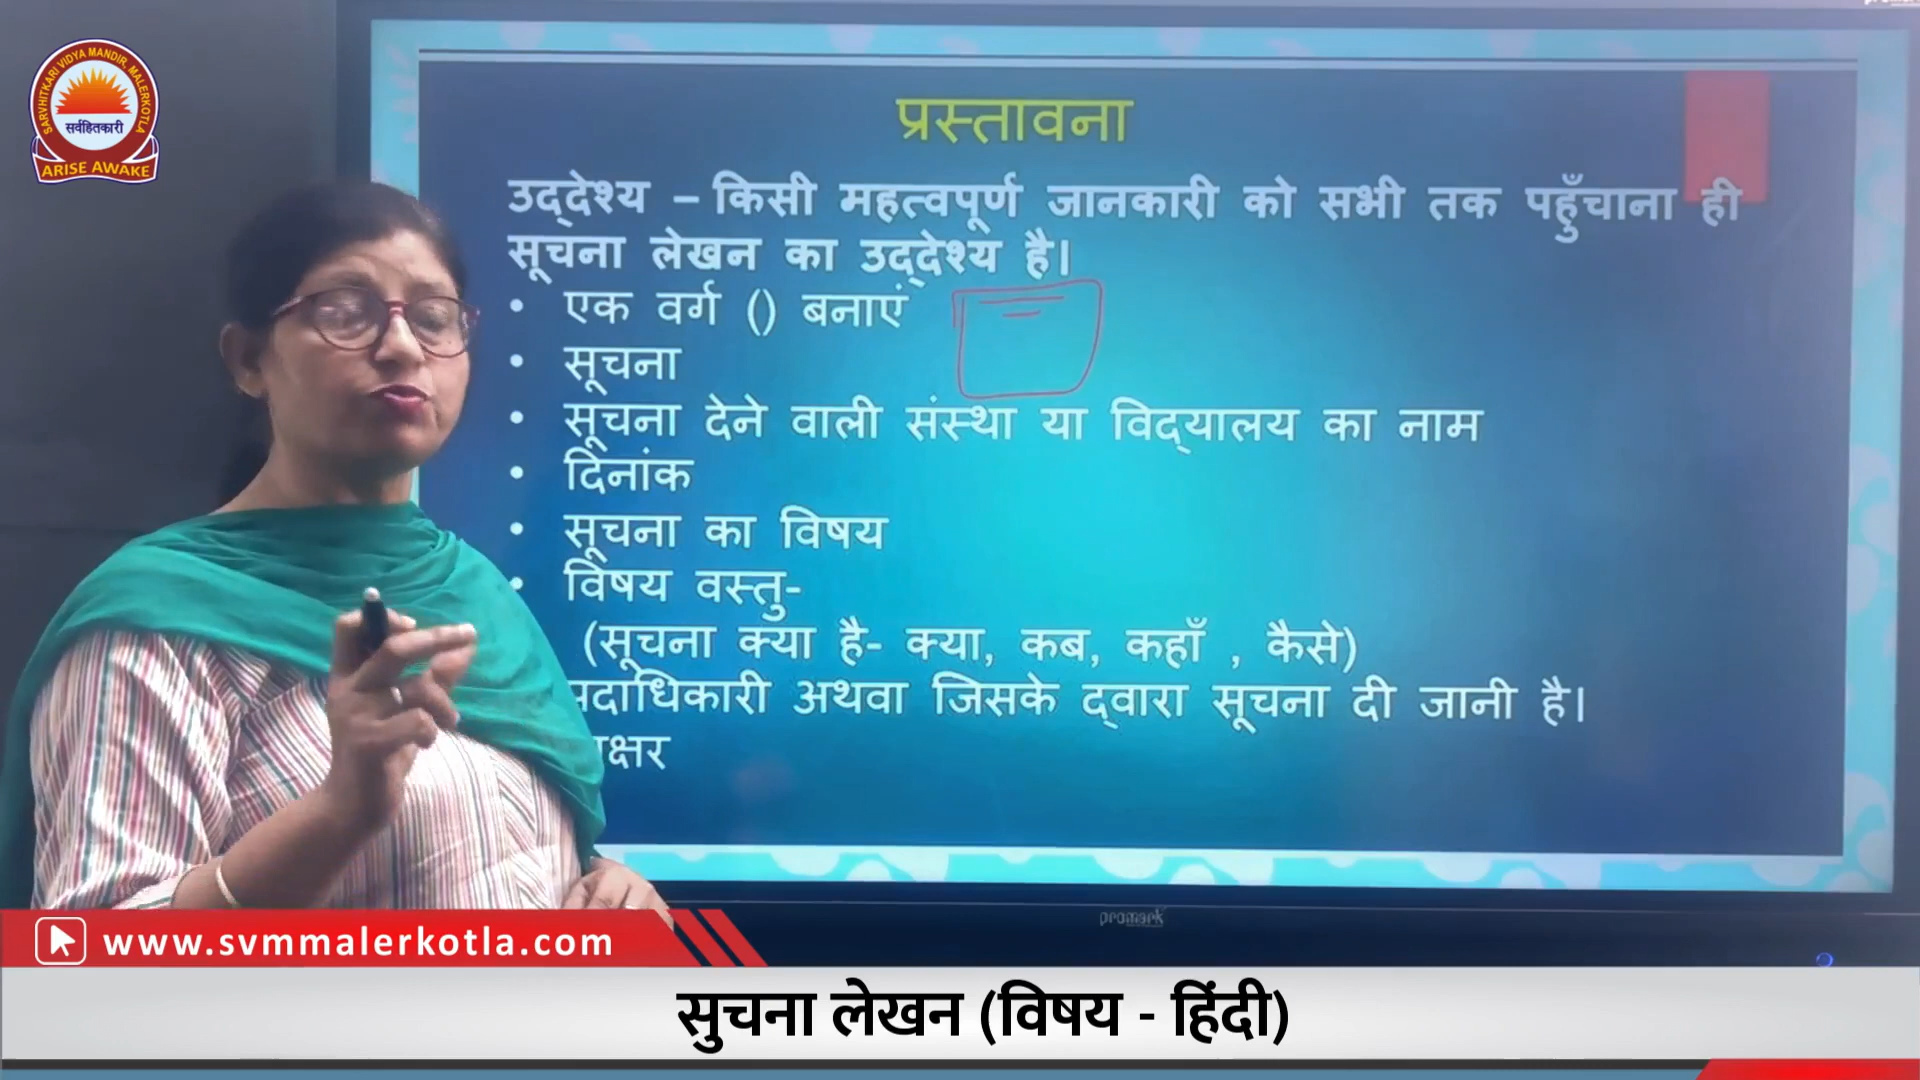 SARVHITKARI VIDYA MANDIR, MALERKOTLA
सर्वहितकारी
ARISE AWAKE
प्रस्तावना
उद्देश्य – किसी महत्वपूर्ण जानकारी को सभी तक पहुँचाना ही
सूचना लेखन का उद्देश्य है।
• एक वर्ग () बनाएं
• सूचना
• सूचना देने वाली संस्था या विद्यालय का नाम
• दिनांक
• सूचना का विषय
• विषय वस्तु-
(सूचना क्या है- क्या, कब, कहाँ , कैसे)
पदाधिकारी अथवा जिसके द्वारा सूचना दी जानी है।
promark
www.svmmalerkotla.com
सुचना लेखन (विषय - हिंदी)